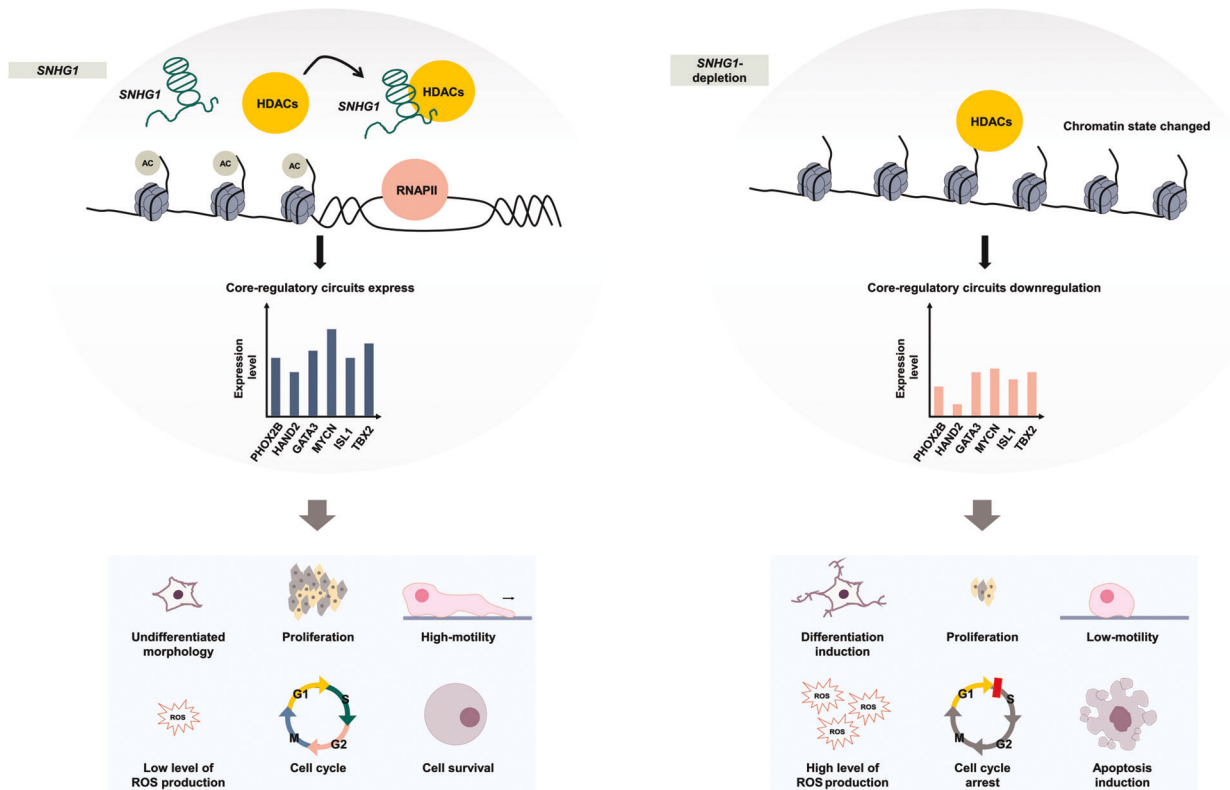 SNHG1
SNHG1
HDACs
SNHG1
HDACs
AC
AC
AC
RNAPII
Core-regulatory circuits express
Expression
level
PHOX2B
HAND2
GATA3
MYCN
ISL1
TBX2
Undifferentiated
morphology
Proliferation
High-motility
ROS
Low level of
ROS production
G1
S
G2
M
Cell cycle
Cell survival
SNHG1-
depletion
HDACs
Chromatin state changed
Core-regulatory circuits downregulation
Expression
level
PHOX2B
HAND2
GATA3
MYCN
ISL1
TBX2
Differentiation
induction
Proliferation
Low-motility
ROS
ROS
ROS
High level of
ROS production
G1
S
G2
M
Cell cycle
arrest
Apoptosis
induction